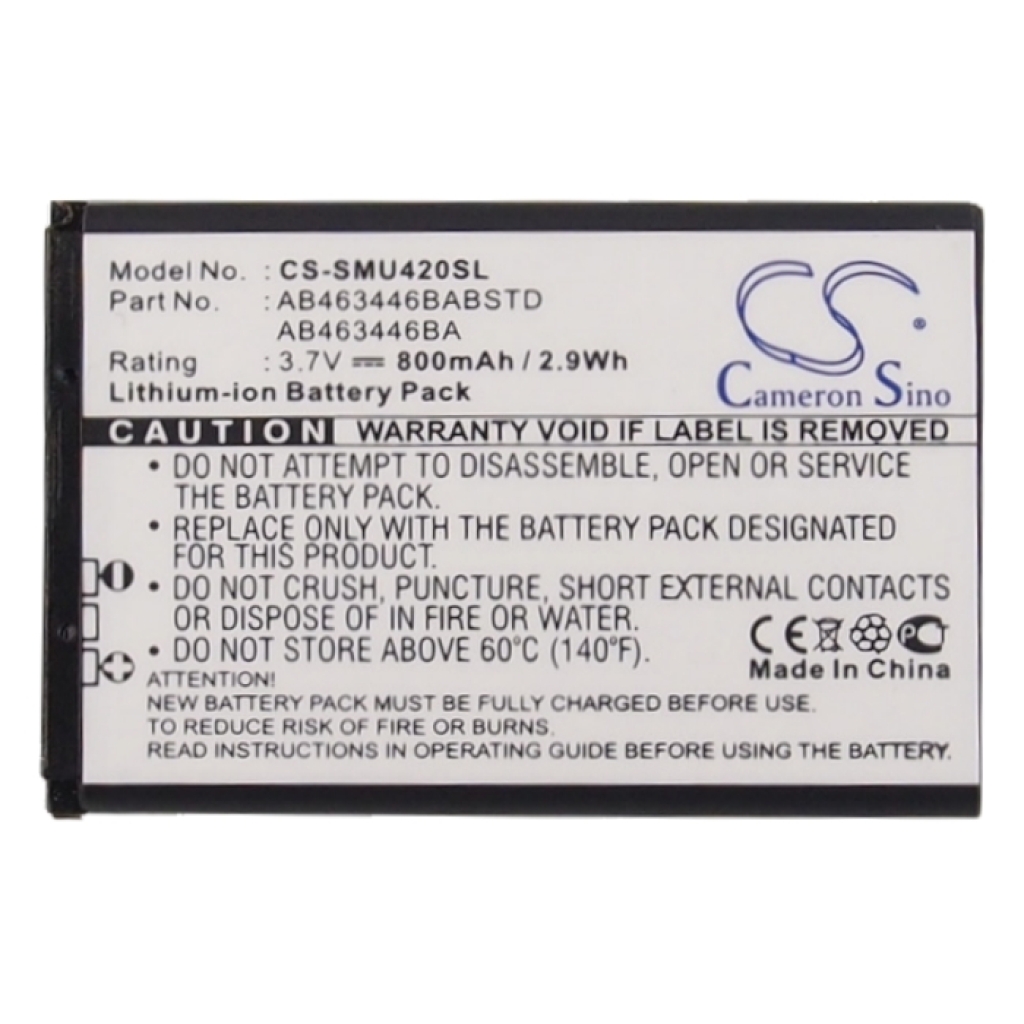 Model No. : CS-SMU420SL
Part No. : AB463446BABSTD
AB463446BA
Rating : 3.7V 800mAh / 2.9Wh
Lithium-ion Battery Pack
CS
®
Cameron Sino
CAUTION WARRANTY VOID IF LABEL IS REMOVED
• DO NOT ATTEMPT TO DISASSEMBLE, OPEN OR SERVICE
THE BATTERY PACK.
• REPLACE ONLY WITH THE BATTERY PACK DESIGNATED
FOR THIS PRODUCT.
• DO NOT CRUSH, PUNCTURE, SHORT EXTERNAL CONTACTS
OR DISPOSE OF IN FIRE OR WATER.
• DO NOT STORE ABOVE 60°C (140°F).
CE PC
Made In China
ATTENTION!
NEW BATTERY PACK MUST BE FULLY CHARGED BEFORE USE.
TO REDUCE RISK OF FIRE OR BURNS.
READ INSTRUCTIONS IN OPERATING GUIDE BEFORE USING THE BATTERY.